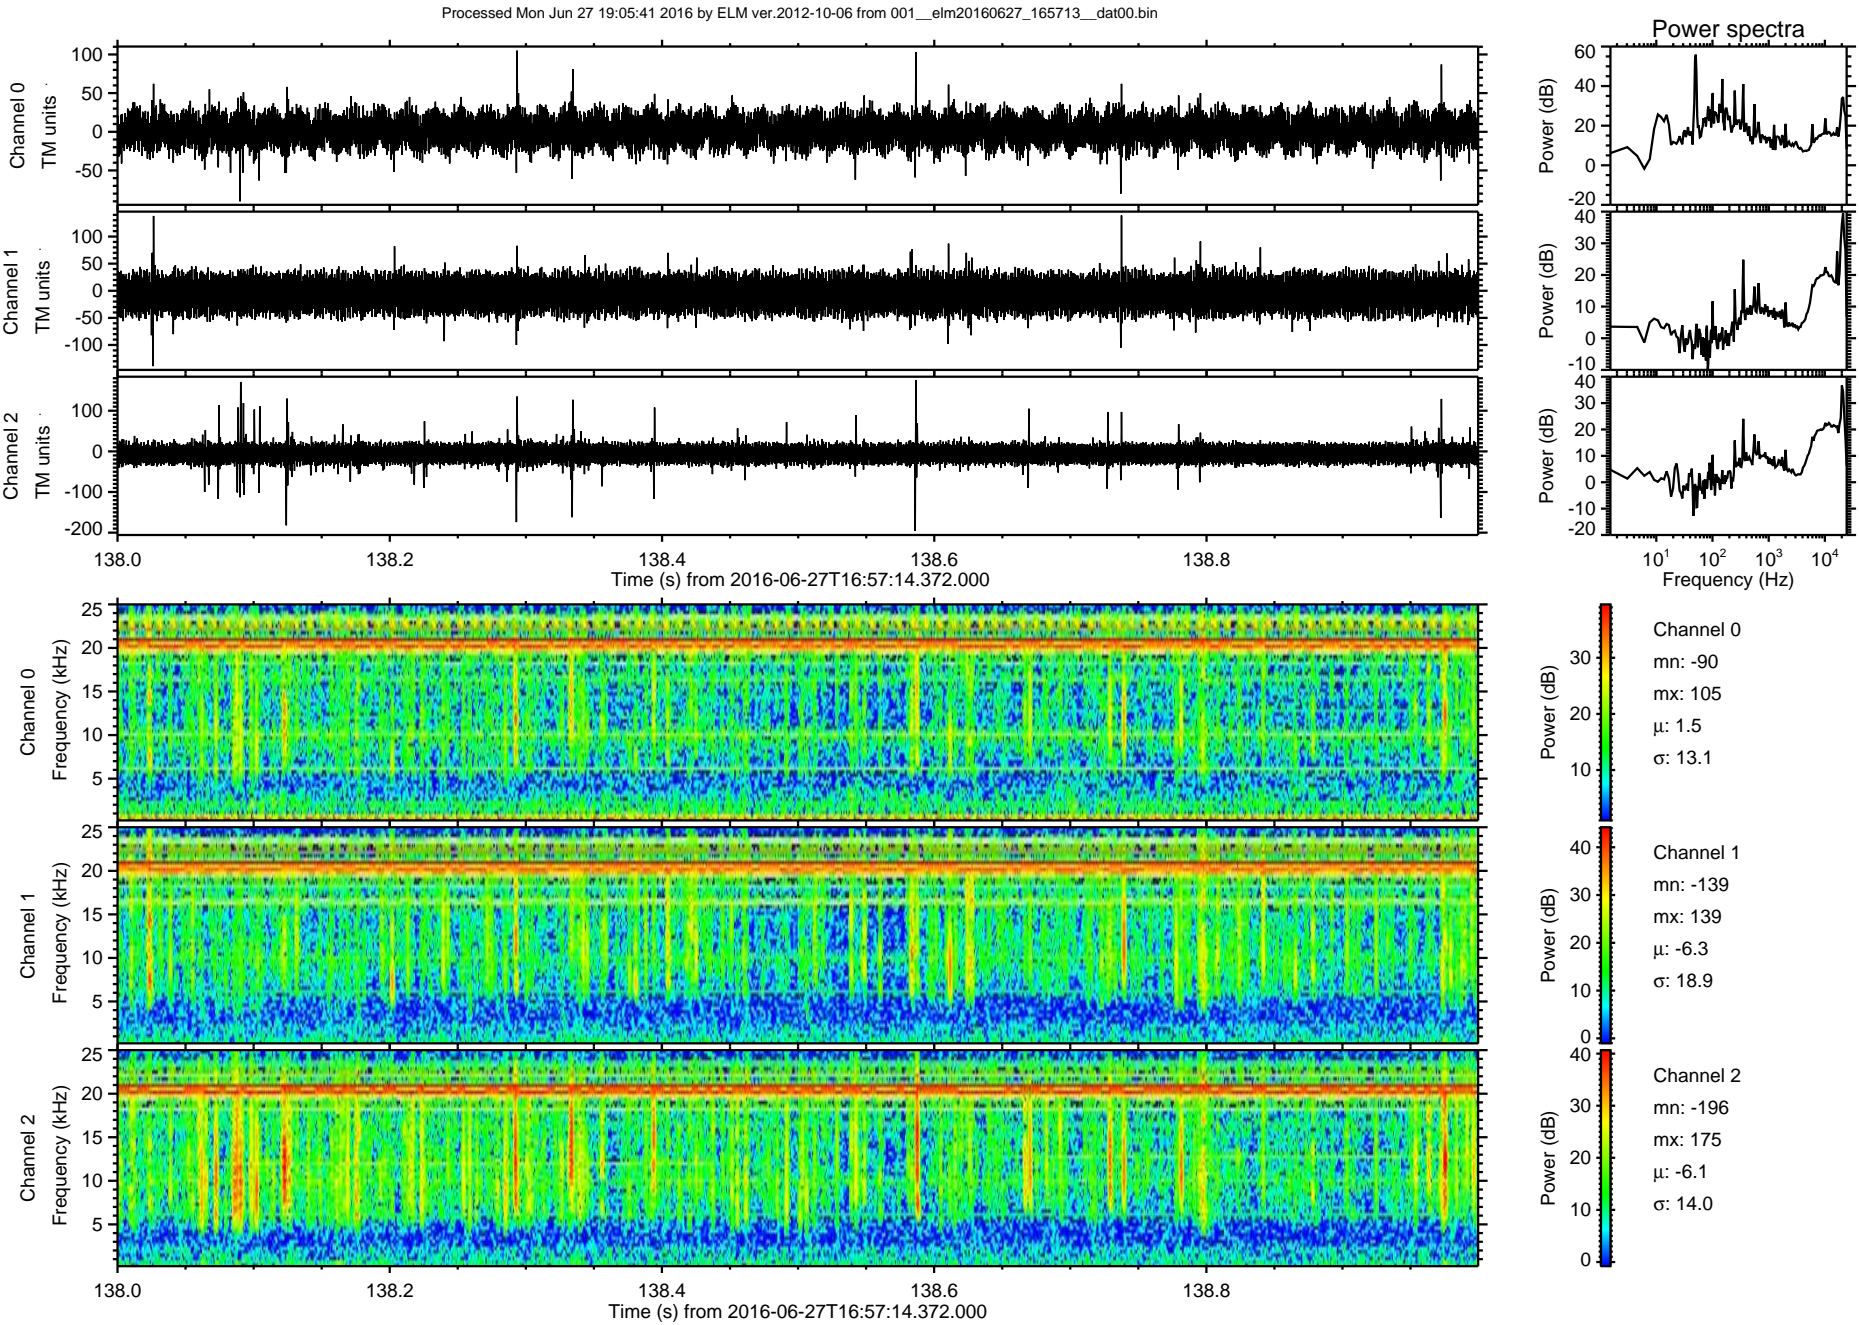 Processed Mon Jun 27 19:05:41 2016 by ELM ver.2012-10-06 from 001__elm20160627_165713__dat00.bin
Power spectra
Channel 0
TM units
100
50
0
-50
Power (dB)
60
40
20
0
-20
Channel 1
TM units
100
50
0
-50
-100
Power (dB)
40
30
20
10
0
-10
Channel 2
TM units
100
0
-100
-200
Power (dB)
40
30
20
10
0
-10
-20
138.0 138.2 138.4 138.6 138.8
Time (s) from 2016-06-27T16:57:14.372.000
10^1 10^2 10^3 10^4
Frequency (Hz)
Channel 0
Frequency (kHz)
25
20
15
10
5
Power (dB)
30
20
10
Channel 0
mn: -90
mx: 105
μ: 1.5
σ: 13.1
Channel 1
Frequency (kHz)
25
20
15
10
5
Power (dB)
40
30
20
10
0
Channel 1
mn: -139
mx: 139
μ: -6.3
σ: 18.9
Channel 2
Frequency (kHz)
25
20
15
10
5
Power (dB)
40
30
20
10
0
Channel 2
mn: -196
mx: 175
μ: -6.1
σ: 14.0
138.0 138.2 138.4 138.6 138.8
Time (s) from 2016-06-27T16:57:14.372.000